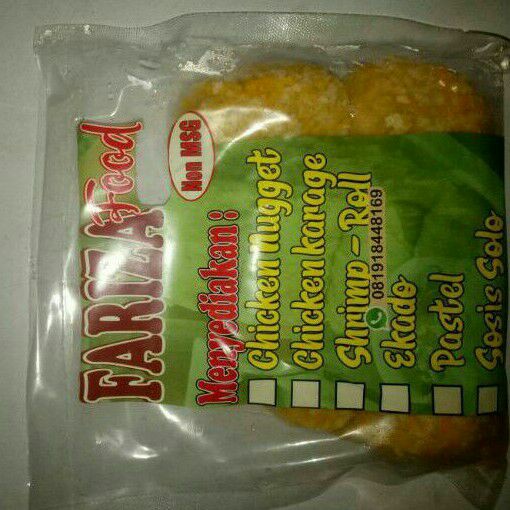 FARIZA Food
Non MSG
Menyediakan :
Chicken nugget
Chicken karage
Shrimp - Roll
081918448169
Ekado
Pastel
Sosis Solo